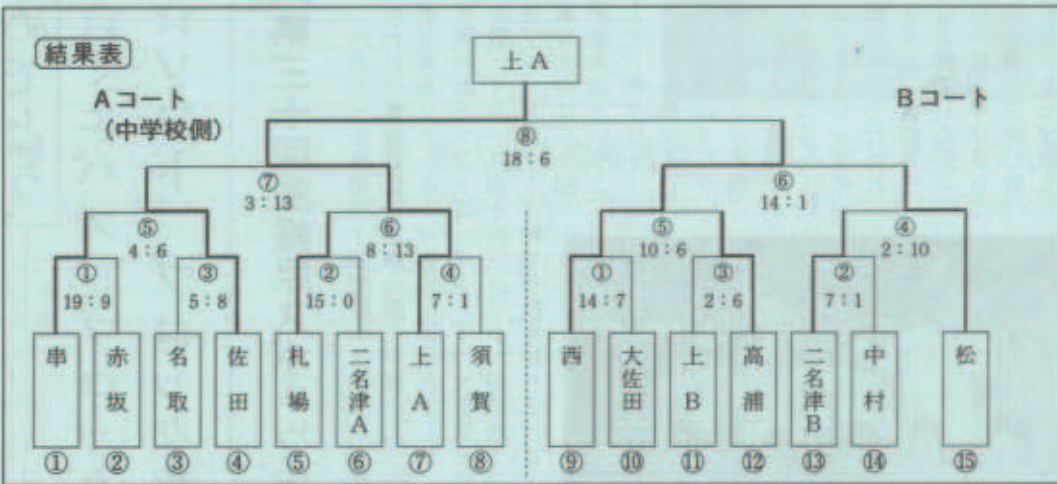 結果表
上A
Aコート
(中学校側)
Bコート
⑧
18:6
⑦
3:13
⑥
14:1
⑤
4:6
⑥
8:13
⑤
10:6
④
2:10
①
19:9
③
5:8
②
15:0
④
7:1
①
14:7
③
2:6
②
7:1
串
赤坂
名取
佐田
札場
二名津A
上A
須賀
西
大佐田
上B
高浦
二名津B
中村
松
① ② ③ ④ ⑤ ⑥ ⑦ ⑧ ⑨ ⑩ ⑪ ⑫ ⑬ ⑭ ⑮